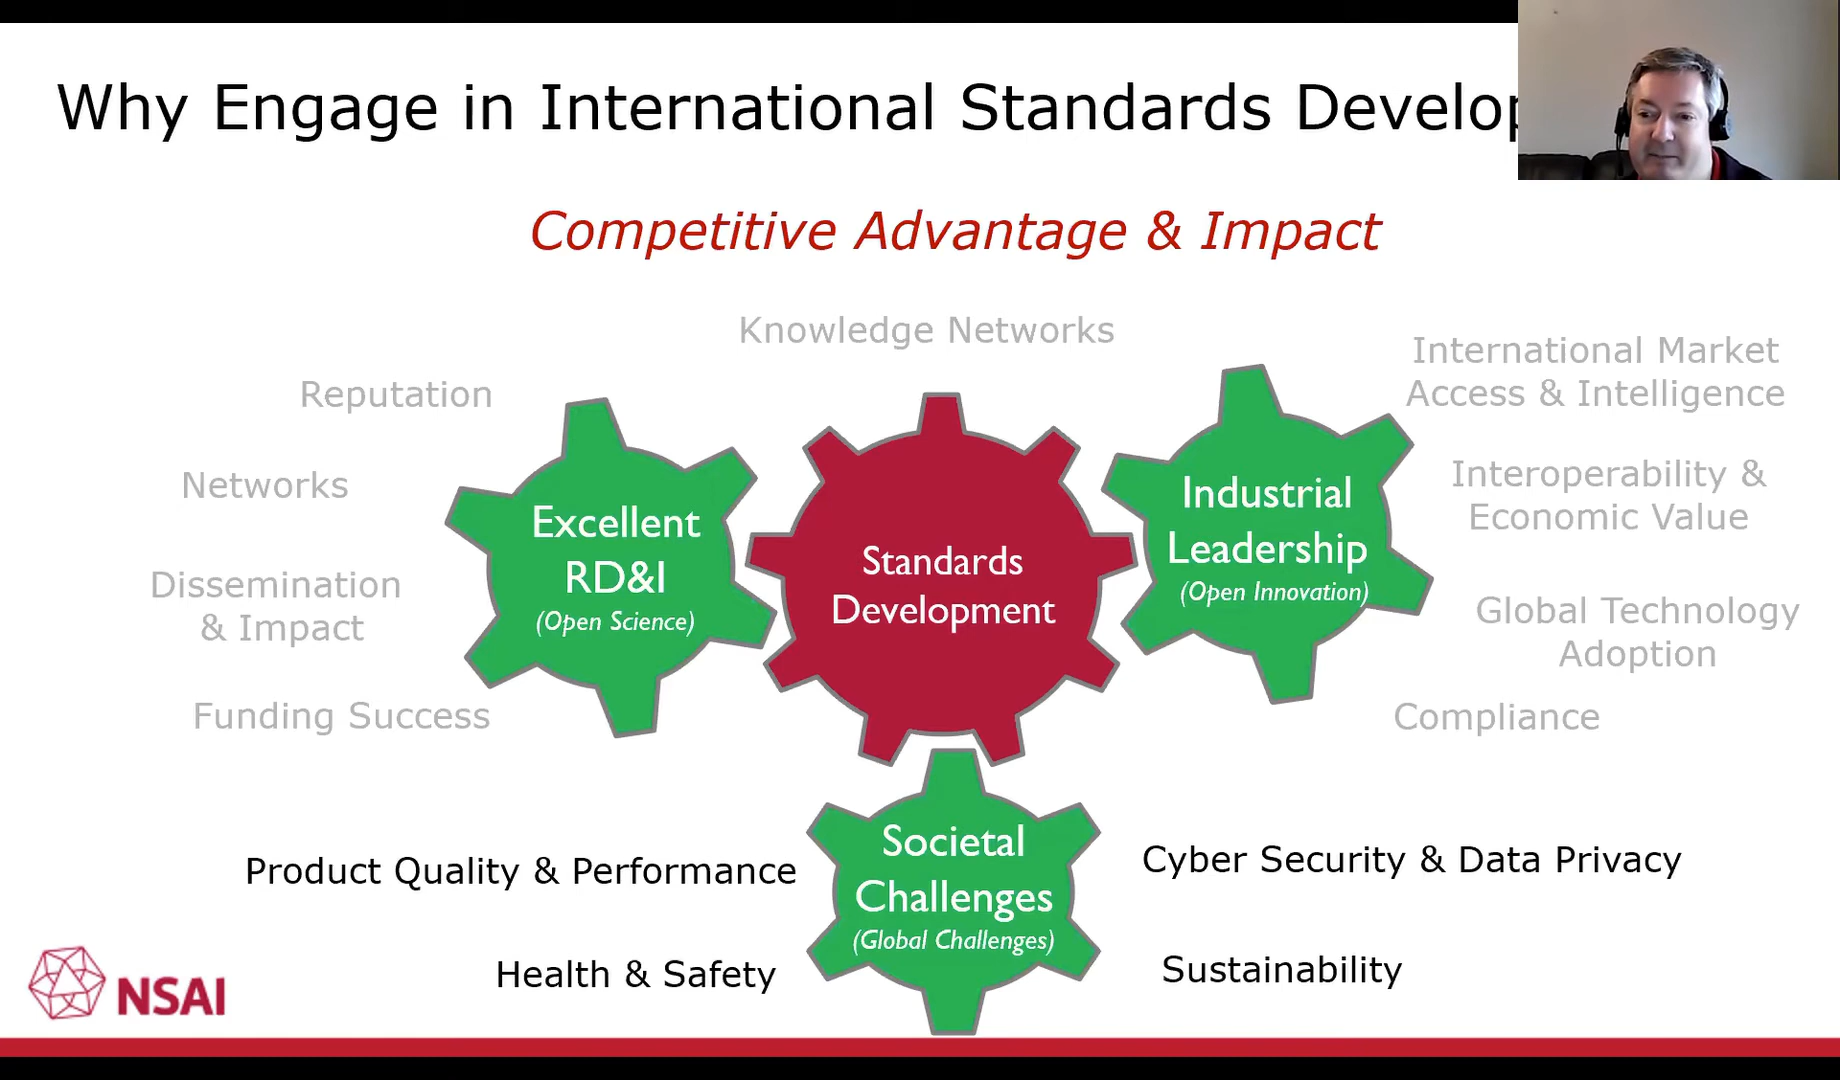 Why Engage in International Standards Develop
Competitive Advantage & Impact
Knowledge Networks
Reputation
Networks
Dissemination
& Impact
Funding Success
International Market
Access & Intelligence
Interoperability &
Economic Value
Global Technology
Adoption
Compliance
Excellent
RD&I
(Open Science)
Standards
Development
Industrial
Leadership
(Open Innovation)
Societal
Challenges
(Global Challenges)
Product Quality & Performance
Health & Safety
Cyber Security & Data Privacy
Sustainability
NSAI